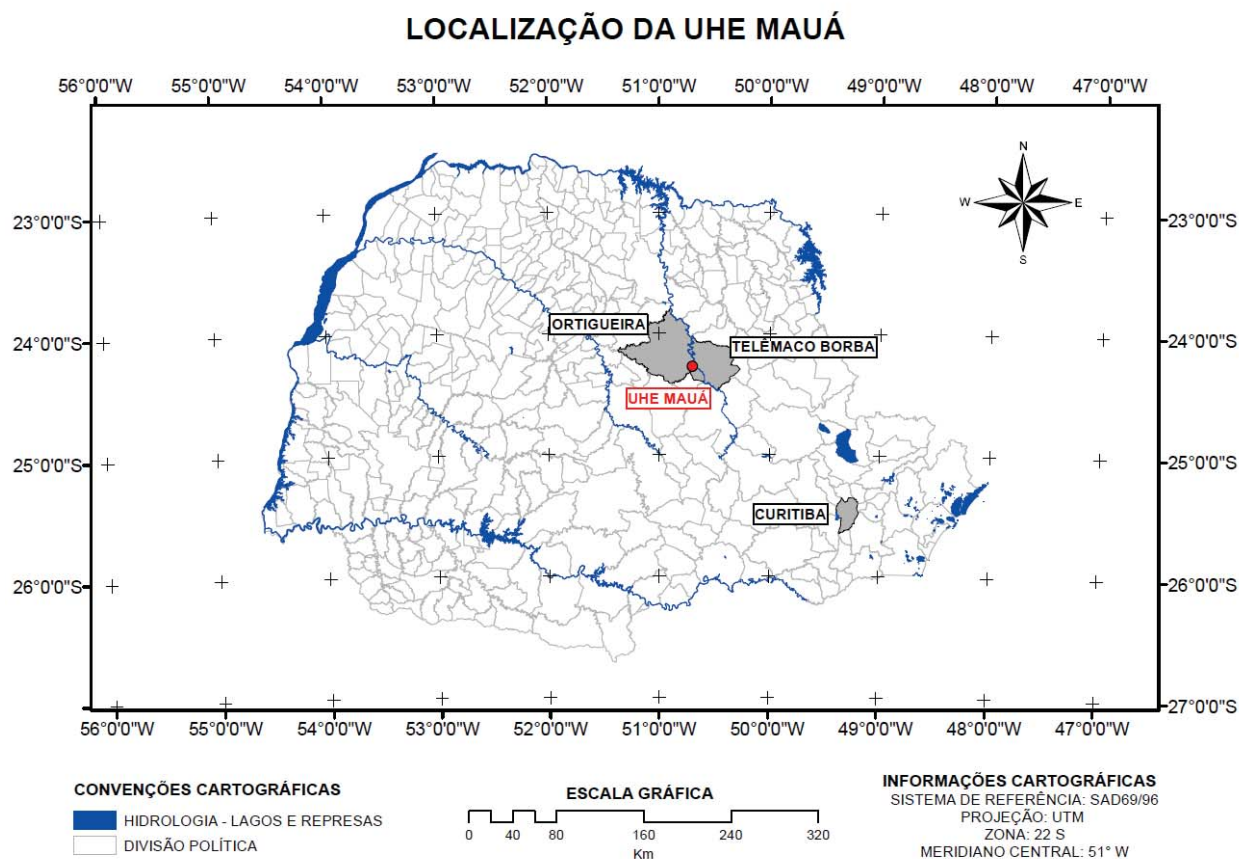 LOCALIZAÇÃO DA UHE MAUÁ
56°0'0"W 55°0'0"W 54°0'0"W 53°0'0"W 52°0'0"W 51°0'0"W 50°0'0"W 49°0'0"W 48°0'0"W 47°0'0"W
N
W E
S
23°0'0"S 23°0'0"S
ORTIGUEIRA
24°0'0"S 24°0'0"S
TELÊMACO BORBA
UHE MAUÁ
25°0'0"S 25°0'0"S
CURITIBA
26°0'0"S 26°0'0"S
27°0'0"S
56°0'0"W 55°0'0"W 54°0'0"W 53°0'0"W 52°0'0"W 51°0'0"W 50°0'0"W 49°0'0"W 48°0'0"W 47°0'0"W
CONVENÇÕES CARTOGRÁFICAS
HIDROLOGIA - LAGOS E REPRESAS
DIVISÃO POLÍTICA
ESCALA GRÁFICA
0 40 80 160 240 320
Km
INFORMAÇÕES CARTOGRÁFICAS
SISTEMA DE REFERÊNCIA: SAD69/96
PROJEÇÃO: UTM
ZONA: 22 S
MERIDIANO CENTRAL: 51° W